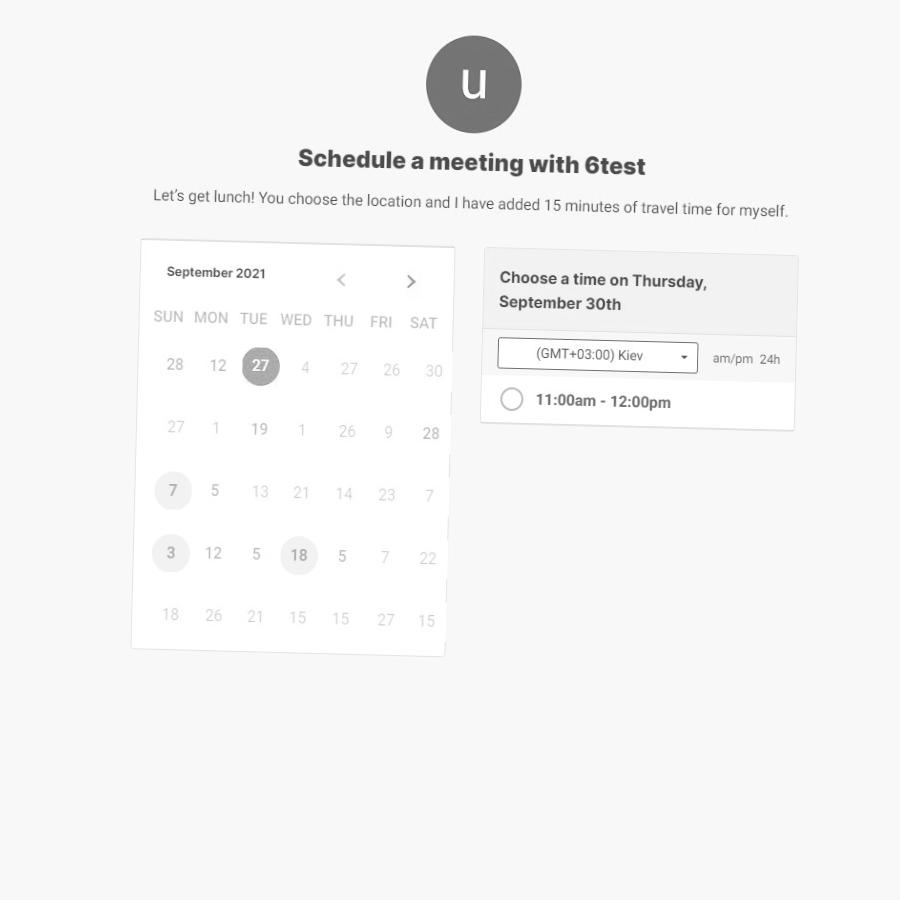 u
Schedule a meeting with 6test
Let's get lunch! You choose the location and I have added 15 minutes of travel time for myself.
September 2021
SUN MON TUE WED THU FRI SAT
28 12 27 4 27 26 30
27 1 19 1 26 9 28
7 5 13 21 14 23 7
3 12 5 18 5 7 22
18 26 21 15 15 27 15
Choose a time on Thursday,
September 30th
(GMT+03:00) Kiev am/pm 24h
11:00am - 12:00pm